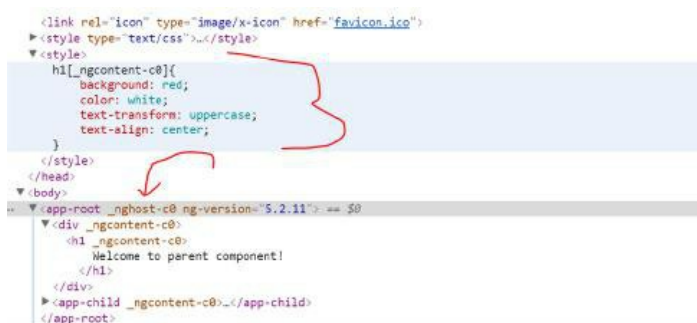 <link rel="icon" type="image/x-icon" href="favicon.ico">
▶<style type="text/css">…</style>
▼<style>
h1[_ngcontent-c0]{
background: red;
color: white;
text-transform: uppercase;
text-align: center;
}
</style>
</head>
▼<body>
… ▼<app-root _nghost-c0 ng-version="5.2.11"> == $0
▼<div _ngcontent-c0>
<h1 _ngcontent-c0>
Welcome to parent component!
</h1>
</div>
▶<app-child _ngcontent-c0>…</app-child>
</app-root>